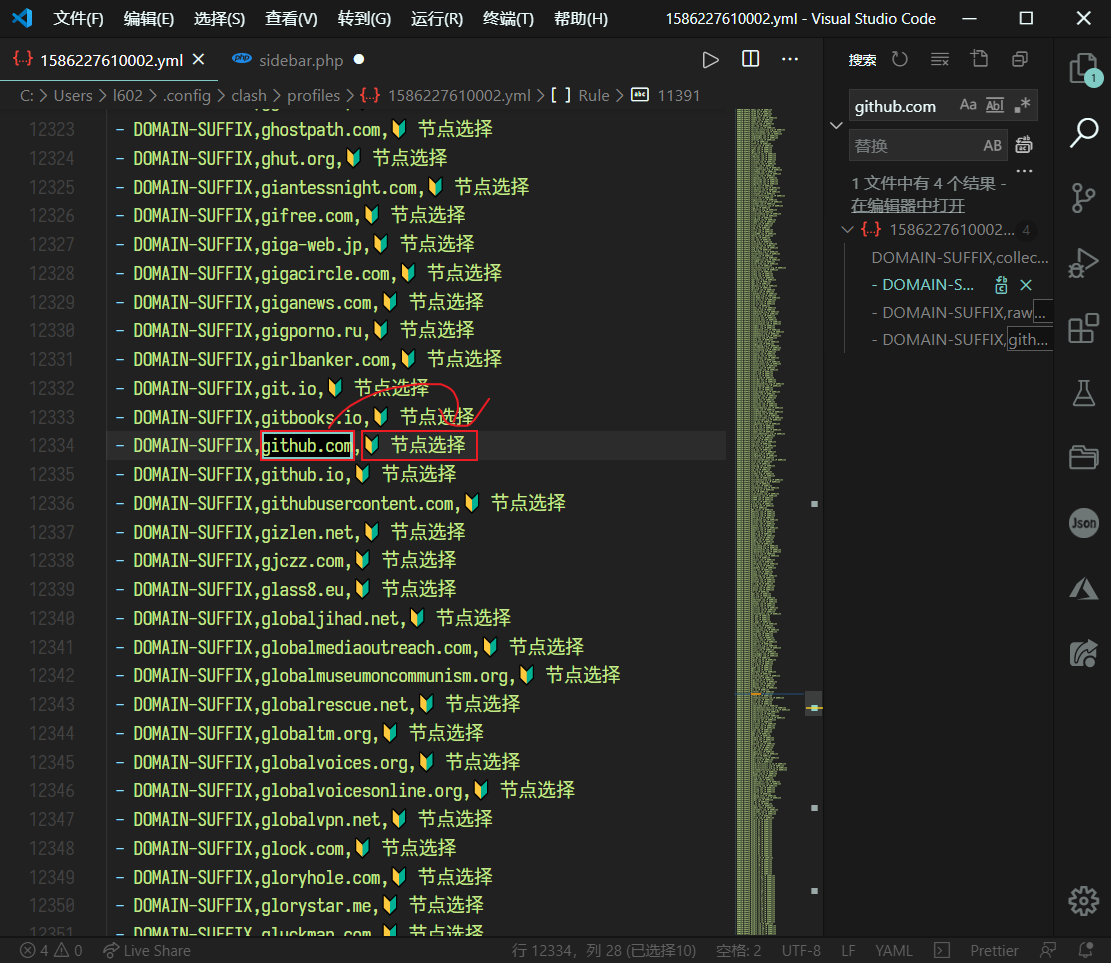 文件(F) 编辑(E) 选择(S) 查看(V) 转到(G) 运行(R) 终端(T) 帮助(H) 1586227610002.yml - Visual Studio Code
{..} 1586227610002.yml sidebar.php
C: > Users > l602 > .config > clash > profiles > {..} 1586227610002.yml > [ ] Rule > abc 11391
12323 - DOMAIN-SUFFIX,ghostpath.com,🔰 节点选择
12324 - DOMAIN-SUFFIX,ghut.org,🔰 节点选择
12325 - DOMAIN-SUFFIX,giantessnight.com,🔰 节点选择
12326 - DOMAIN-SUFFIX,gifree.com,🔰 节点选择
12327 - DOMAIN-SUFFIX,giga-web.jp,🔰 节点选择
12328 - DOMAIN-SUFFIX,gigacircle.com,🔰 节点选择
12329 - DOMAIN-SUFFIX,giganews.com,🔰 节点选择
12330 - DOMAIN-SUFFIX,gigporno.ru,🔰 节点选择
12331 - DOMAIN-SUFFIX,girlbanker.com,🔰 节点选择
12332 - DOMAIN-SUFFIX,git.io,🔰 节点选择
12333 - DOMAIN-SUFFIX,gitbooks.io,🔰 节点选择
12334 - DOMAIN-SUFFIX,github.com,🔰 节点选择
12335 - DOMAIN-SUFFIX,github.io,🔰 节点选择
12336 - DOMAIN-SUFFIX,githubusercontent.com,🔰 节点选择
12337 - DOMAIN-SUFFIX,gizlen.net,🔰 节点选择
12338 - DOMAIN-SUFFIX,gjczz.com,🔰 节点选择
12339 - DOMAIN-SUFFIX,glass8.eu,🔰 节点选择
12340 - DOMAIN-SUFFIX,globaljihad.net,🔰 节点选择
12341 - DOMAIN-SUFFIX,globalmediaoutreach.com,🔰 节点选择
12342 - DOMAIN-SUFFIX,globalmuseumoncommunism.org,🔰 节点选择
12343 - DOMAIN-SUFFIX,globalrescue.net,🔰 节点选择
12344 - DOMAIN-SUFFIX,globaltm.org,🔰 节点选择
12345 - DOMAIN-SUFFIX,globalvoices.org,🔰 节点选择
12346 - DOMAIN-SUFFIX,globalvoicesonline.org,🔰 节点选择
12347 - DOMAIN-SUFFIX,globalvpn.net,🔰 节点选择
12348 - DOMAIN-SUFFIX,glock.com,🔰 节点选择
12349 - DOMAIN-SUFFIX,gloryhole.com,🔰 节点选择
12350 - DOMAIN-SUFFIX,glorystar.me,🔰 节点选择
12351 - DOMAIN-SUFFIX,gluckman.com,🔰 节点选择
搜索
github.com Aa Abl .*
替换 AB
1 文件中有 4 个结果 -
在编辑器中打开
{..} 1586227610002... 4
DOMAIN-SUFFIX,collec...
- DOMAIN-S...
- DOMAIN-SUFFIX,raw...
- DOMAIN-SUFFIX,gith...
1
Json
4 0 Live Share 行 12334，列 28 (已选择10) 空格: 2 UTF-8 LF YAML Prettier